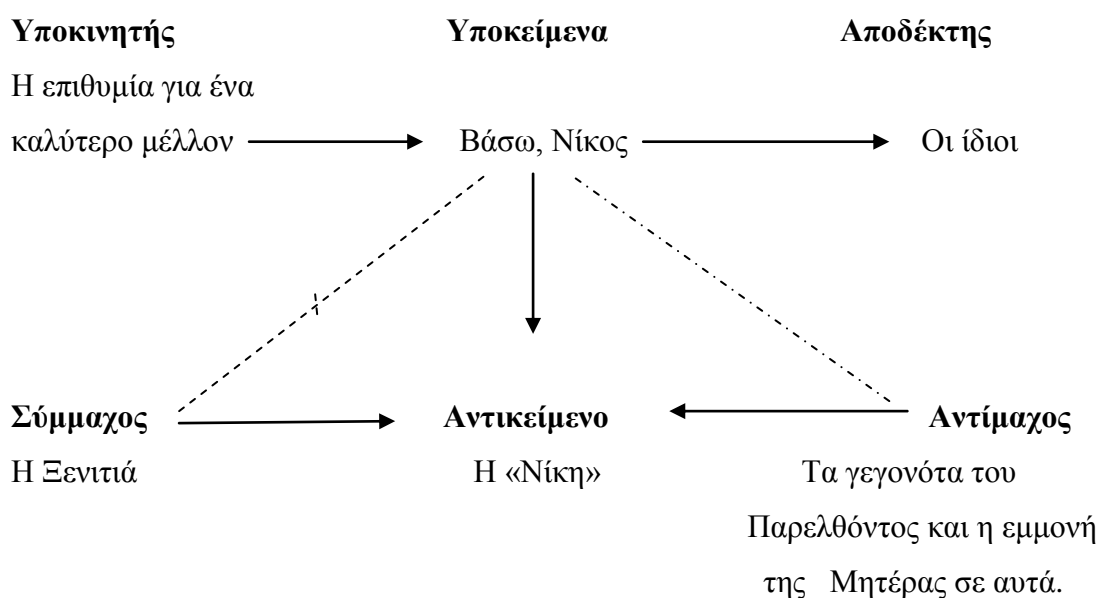 Υποκινητής Υποκείμενα Αποδέκτης
Η επιθυμία για ένα
καλύτερο μέλλον Βάσω, Νίκος Οι ίδιοι
Σύμμαχος Αντικείμενο Αντίμαχος
Η Ξενιτιά Η «Νίκη» Τα γεγονότα του
Παρελθόντος και η εμμονή
της Μητέρας σε αυτά.